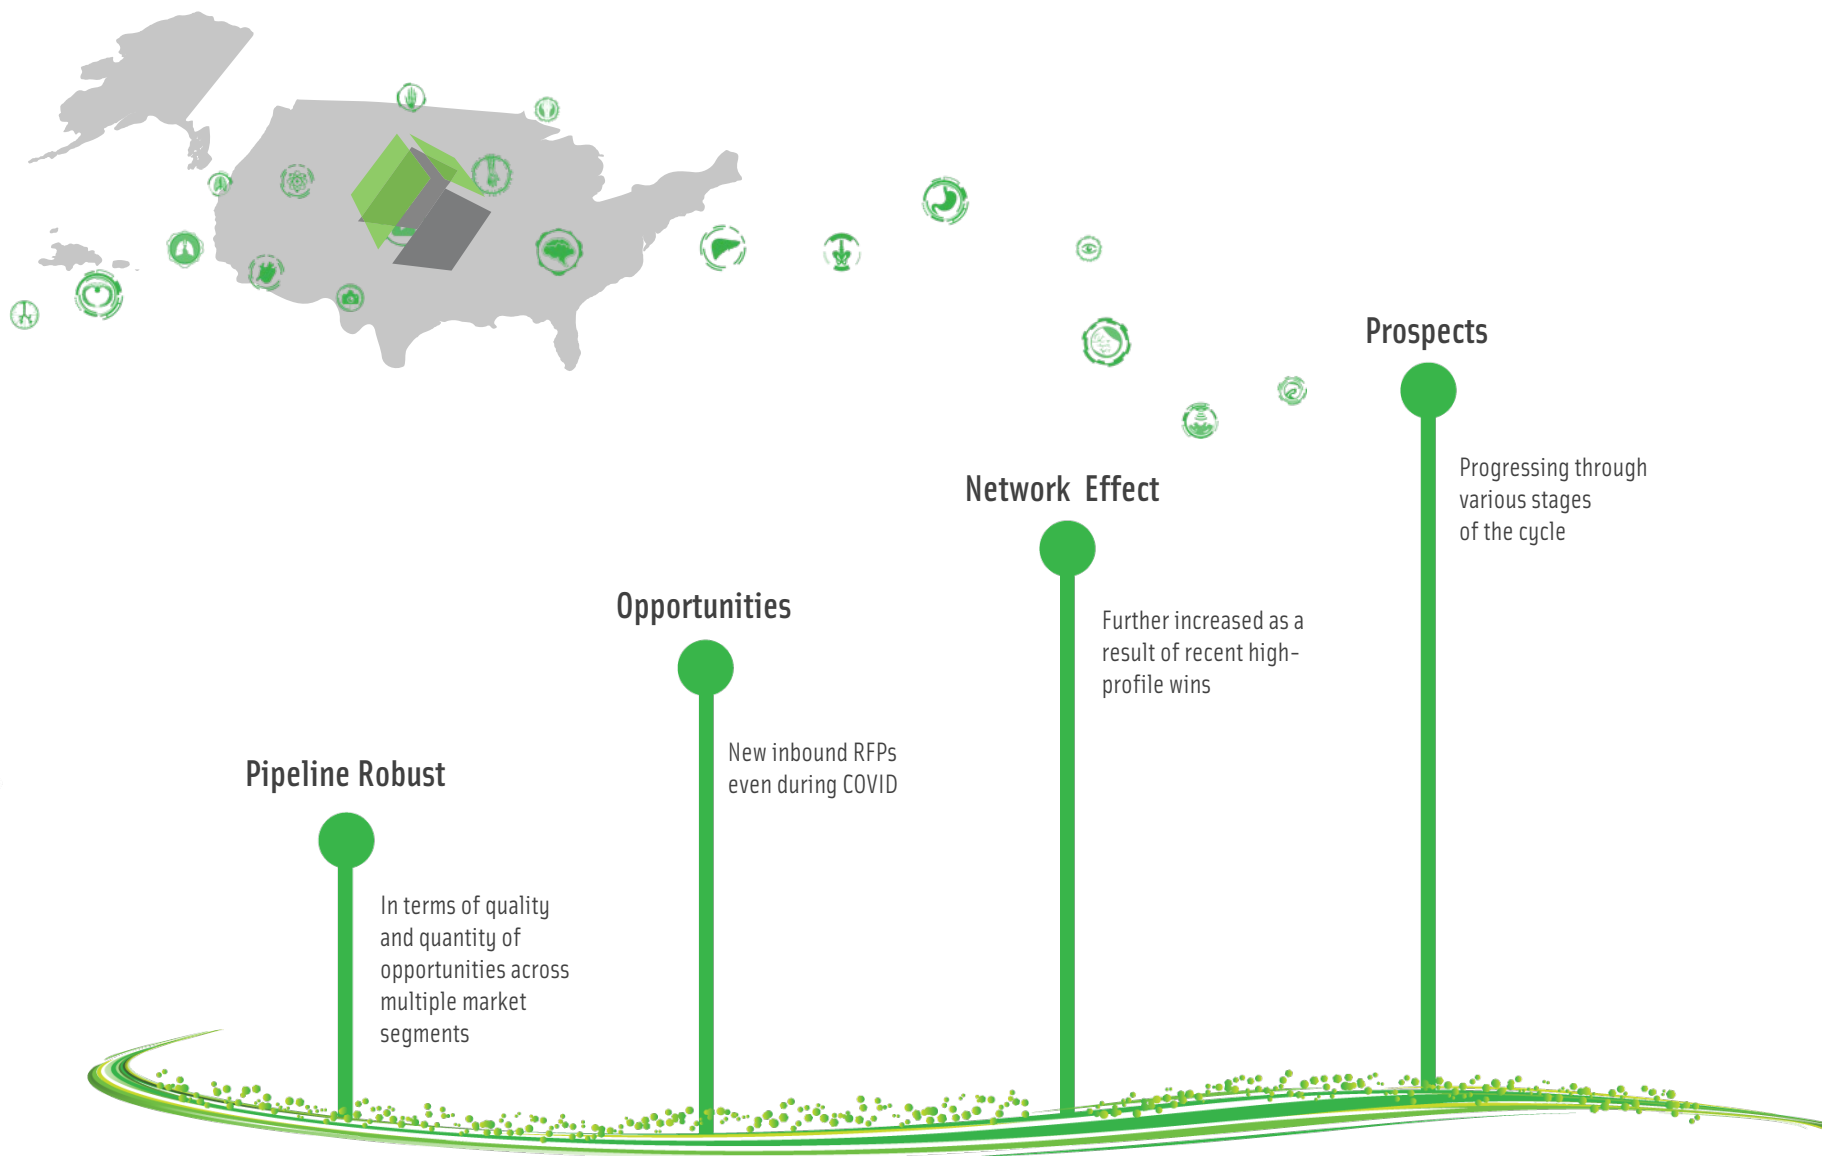 Pipeline Robust
In terms of quality
and quantity of
opportunities across
multiple market
segments
Opportunities
New inbound RFPs
even during COVID
Network Effect
Further increased as a
result of recent high-
profile wins
Prospects
Progressing through
various stages
of the cycle